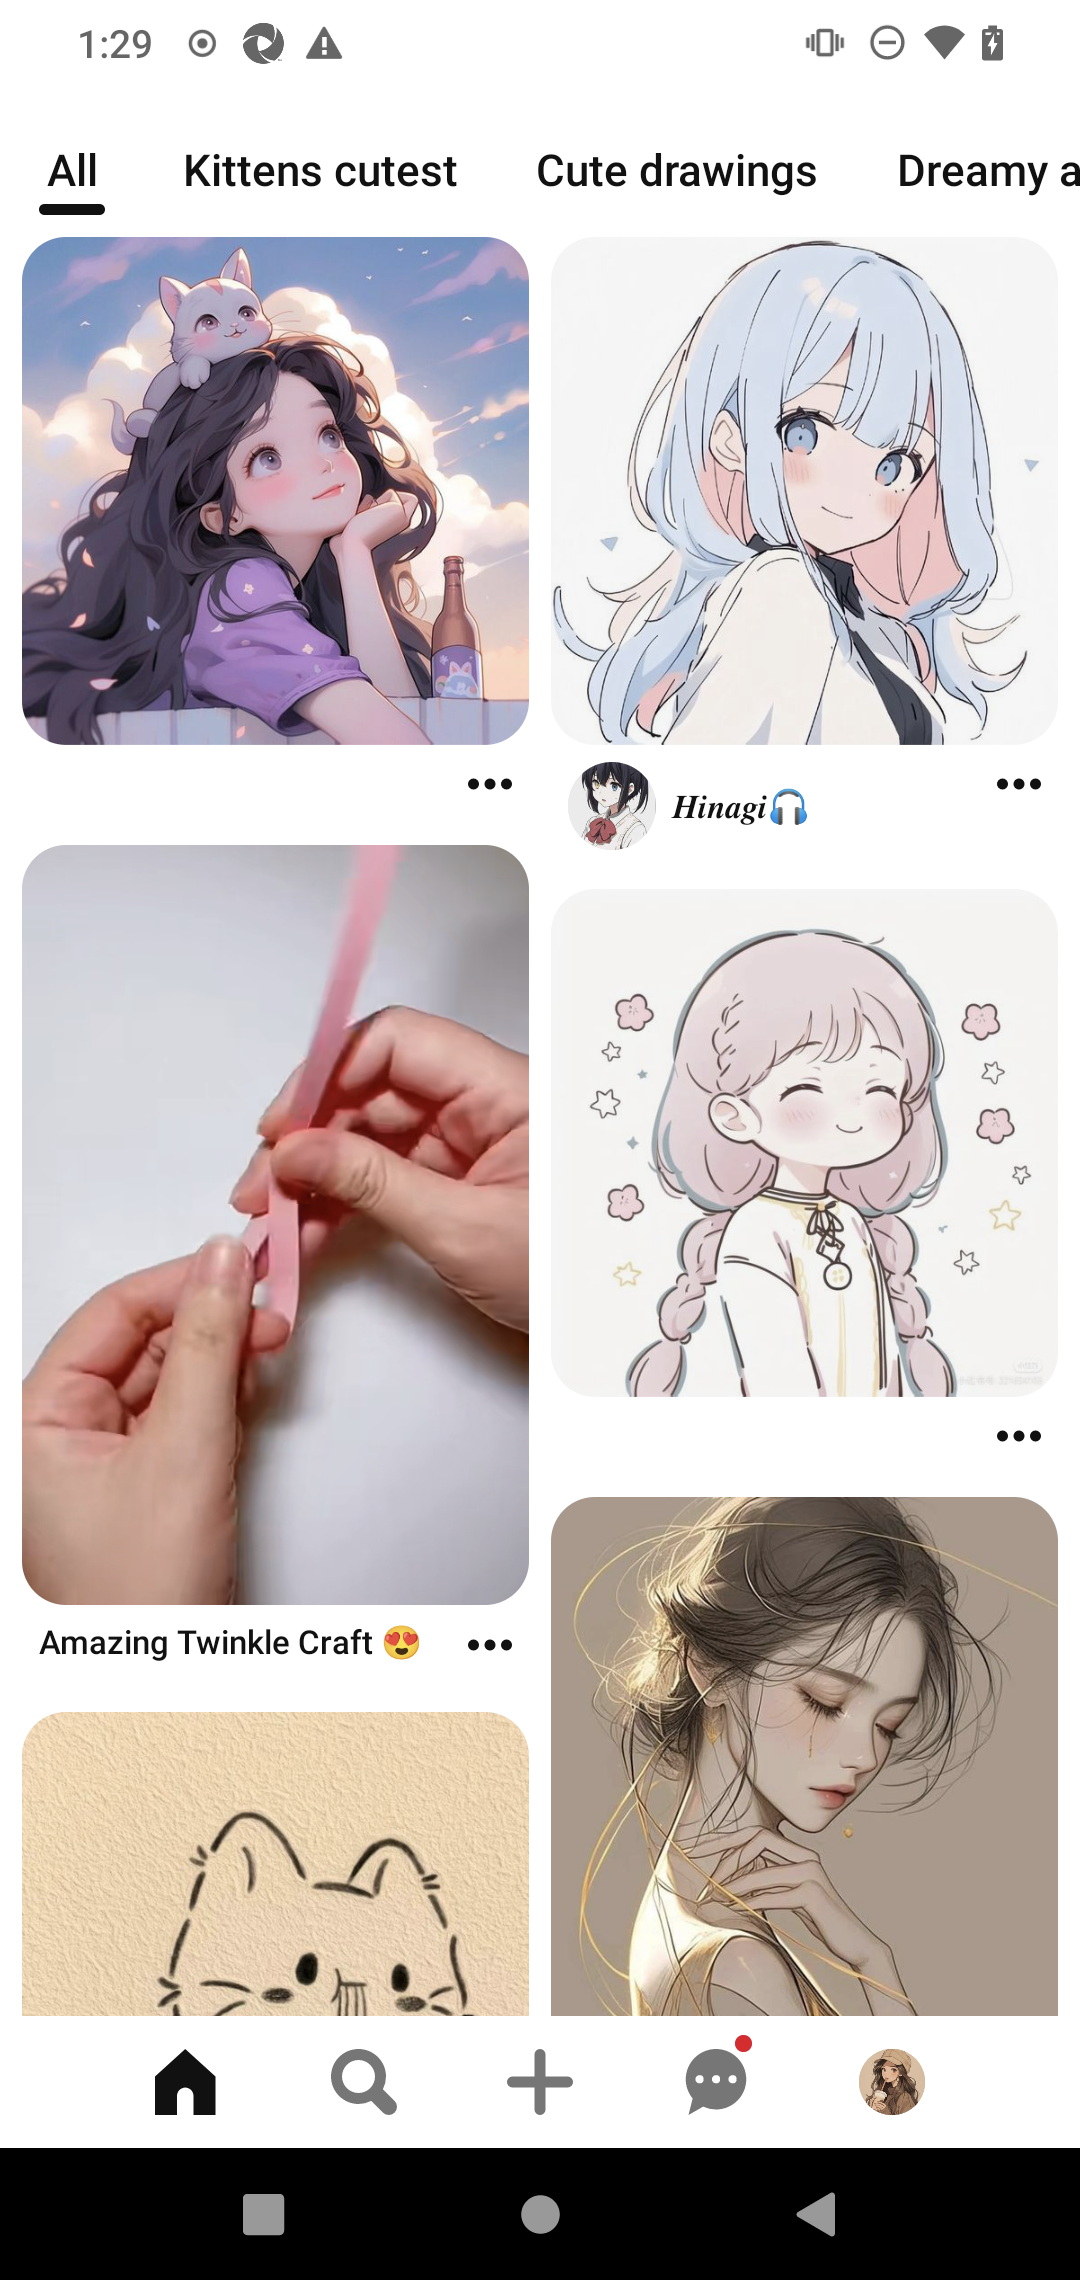 1:29
All
Kittens cutest
Cute drawings
Dreamy a
𝑯𝒊𝒏𝒂𝒈𝒊🎧
Amazing Twinkle Craft 😍